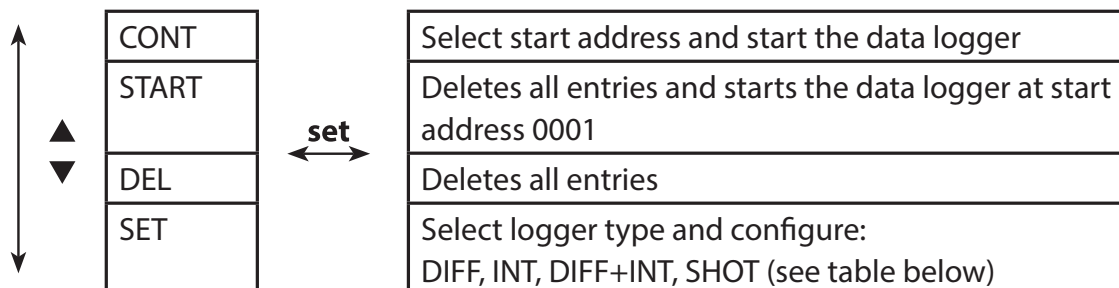 CONT
Select start address and start the data logger
START
Deletes all entries and starts the data logger at start
address 0001
set
DEL
Deletes all entries
SET
Select logger type and configure:
DIFF, INT, DIFF+INT, SHOT (see table below)